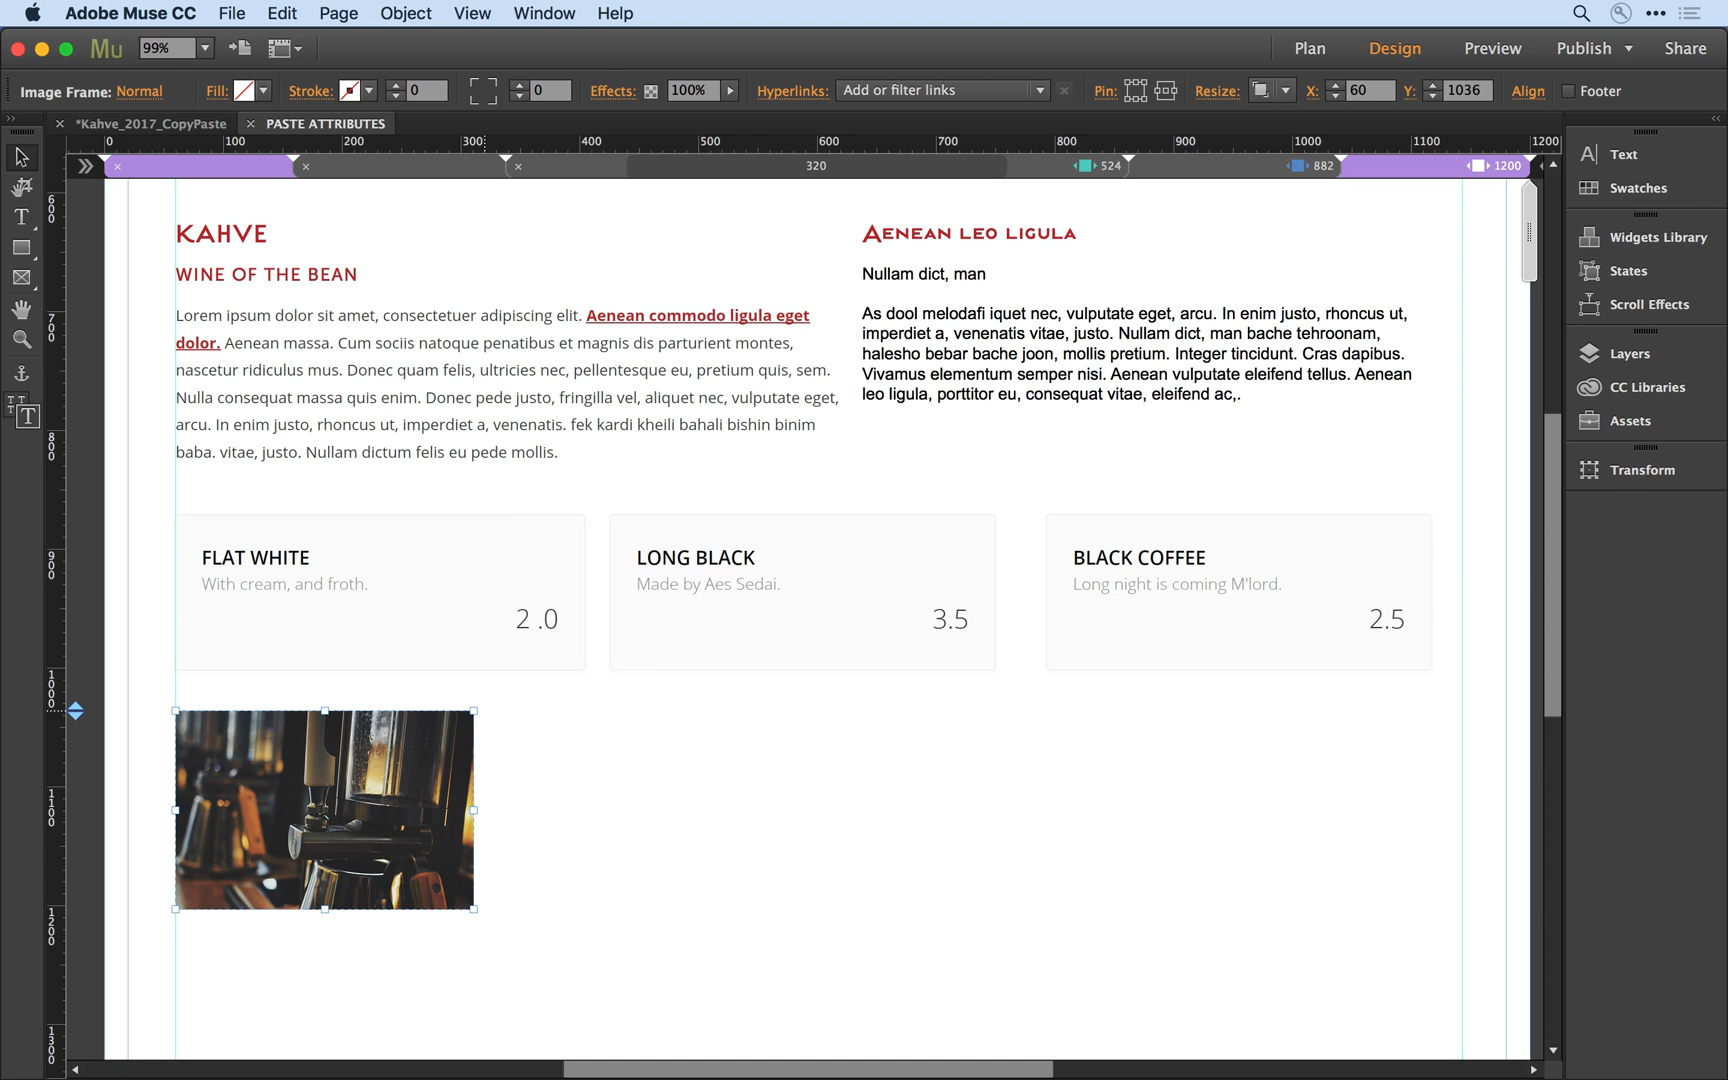 Adobe Muse CC File Edit Page Object View Window Help
Mu 99% Plan Design Preview Publish Share
Image Frame: Normal Fill: Stroke: 0 0 Effects: 100% Hyperlinks: Add or filter links Pin: Resize: X: 60 Y: 1036 Align Footer
*Kahve_2017_CopyPaste PASTE ATTRIBUTES
0 100 200 300 400 500 600 700 800 900 1000 1100 1200
320 524 882 1200
600
700
800
900
1000
1100
1200
1300
KAHVE
WINE OF THE BEAN
Lorem ipsum dolor sit amet, consectetuer adipiscing elit. Aenean commodo ligula eget
dolor. Aenean massa. Cum sociis natoque penatibus et magnis dis parturient montes,
nascetur ridiculus mus. Donec quam felis, ultricies nec, pellentesque eu, pretium quis, sem.
Nulla consequat massa quis enim. Donec pede justo, fringilla vel, aliquet nec, vulputate eget,
arcu. In enim justo, rhoncus ut, imperdiet a, venenatis. fek kardi kheili bahali bishin binim
baba. vitae, justo. Nullam dictum felis eu pede mollis.
AENEAN LEO LIGULA
Nullam dict, man
As dool melodafi iquet nec, vulputate eget, arcu. In enim justo, rhoncus ut,
imperdiet a, venenatis vitae, justo. Nullam dict, man bache tehroonam,
halesho bebar bache joon, mollis pretium. Integer tincidunt. Cras dapibus.
Vivamus elementum semper nisi. Aenean vulputate eleifend tellus. Aenean
leo ligula, porttitor eu, consequat vitae, eleifend ac,.
FLAT WHITE
With cream, and froth.
2 .0
LONG BLACK
Made by Aes Sedai.
3.5
BLACK COFFEE
Long night is coming M'lord.
2.5
Text
Swatches
Widgets Library
States
Scroll Effects
Layers
CC Libraries
Assets
Transform